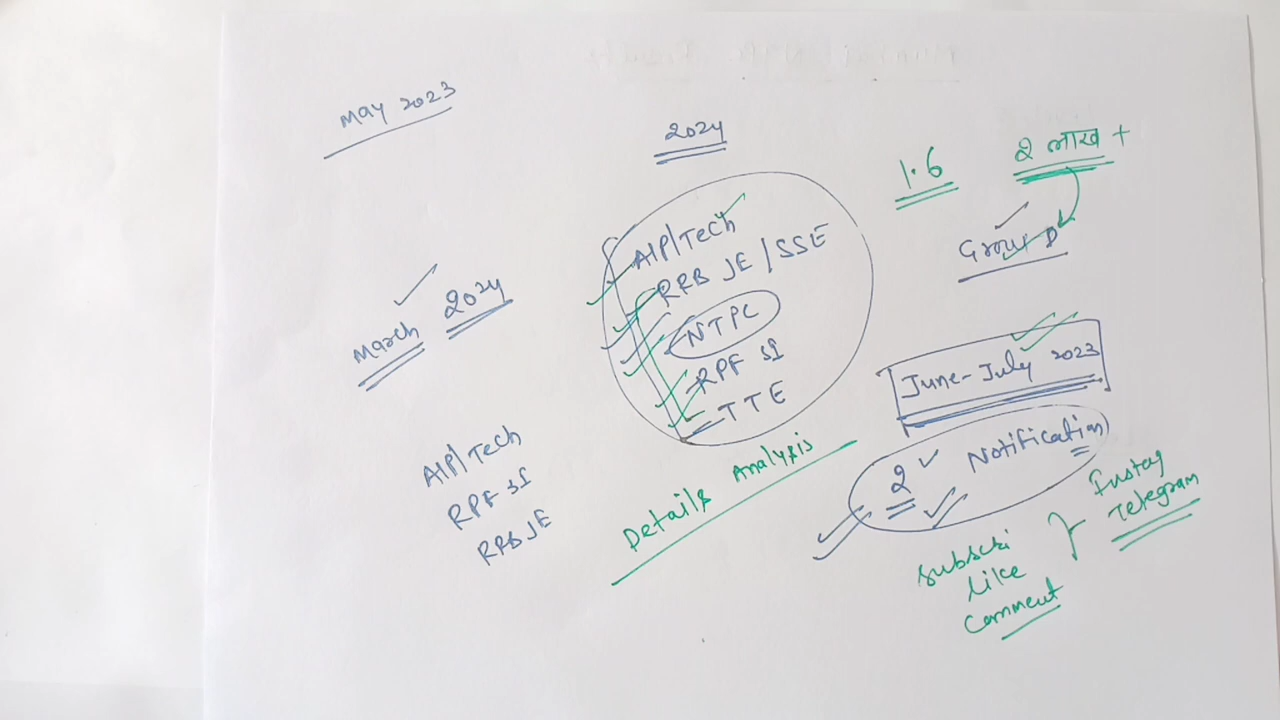 May 2023
2024
1.6
2 लाख +
Group D
ALP/Tech
RRB JE/SSE
NTPC
RPF SI
TTE
March 2024
June-July 2023
2 Notification
ALP/Tech
RPF SI
RRB JE
Details Analysis
Instag
Telegram
Subscri
Like
Comment